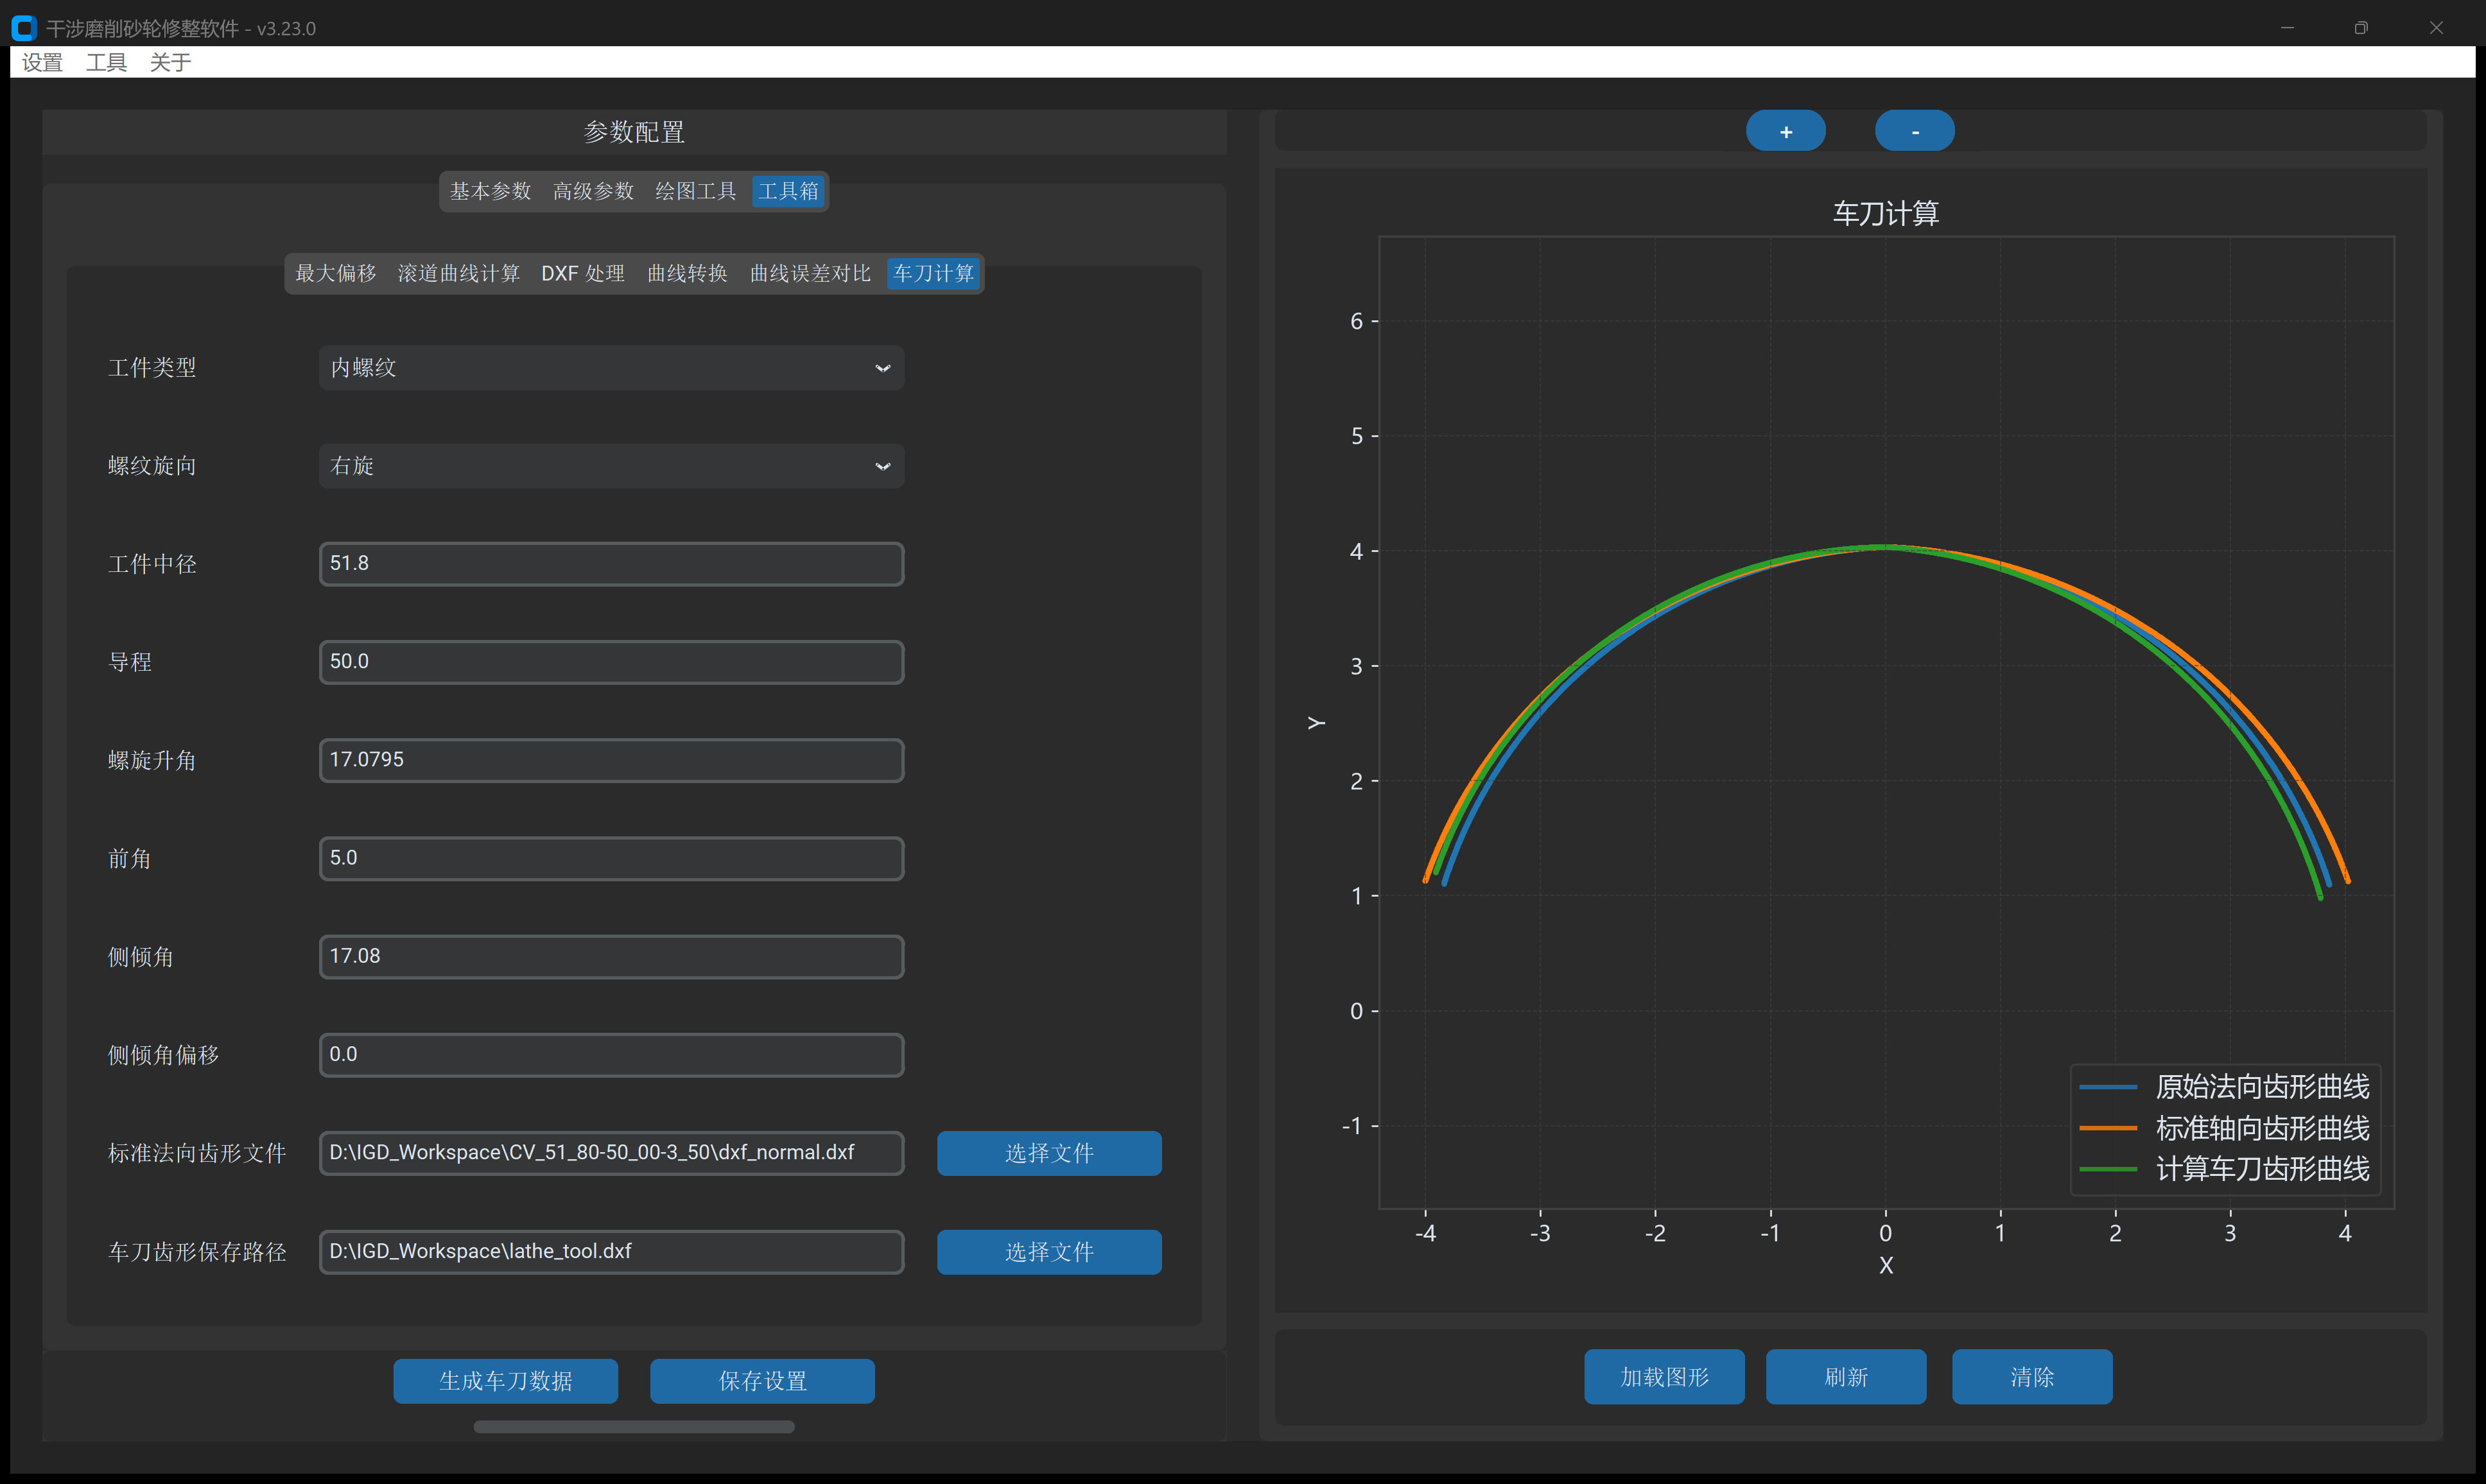 干涉磨削砂轮修整软件 - v3.23.0
设置 工具 关于
参数配置
基本参数 高级参数 绘图工具 工具箱
最大偏移 滚道曲线计算 DXF 处理 曲线转换 曲线误差对比 车刀计算
工件类型 内螺纹
螺纹旋向 右旋
工件中径 51.8
导程 50.0
螺旋升角 17.0795
前角 5.0
侧倾角 17.08
侧倾角偏移 0.0
标准法向齿形文件 D:\IGD_Workspace\CV_51_80-50_00-3_50\dxf_normal.dxf 选择文件
车刀齿形保存路径 D:\IGD_Workspace\lathe_tool.dxf 选择文件
生成车刀数据 保存设置
+ -
车刀计算
6
5
4
3
2
1
0
-1
Y
-4 -3 -2 -1 0 1 2 3 4
X
原始法向齿形曲线
标准轴向齿形曲线
计算车刀齿形曲线
加载图形 刷新 清除